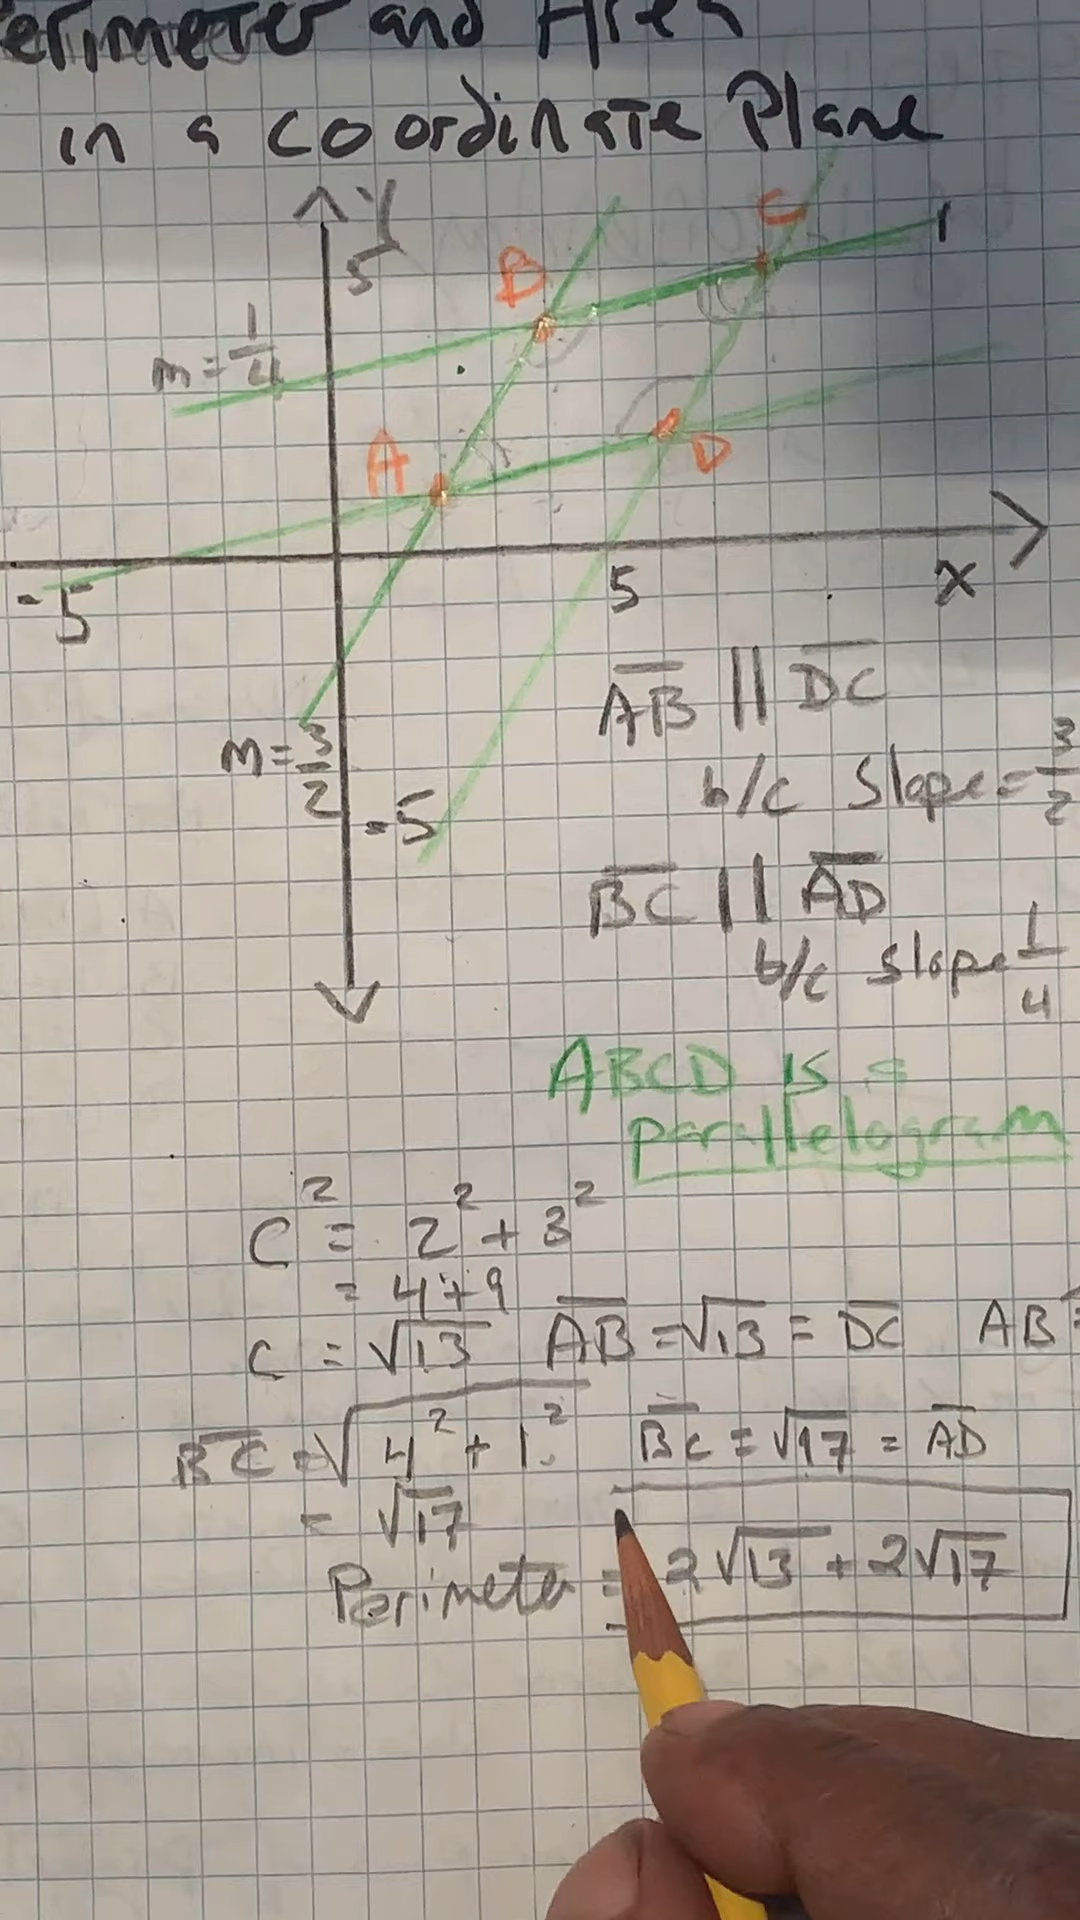 Perimeter and Area
in a Coordinate Plane
y
5
C
B
m = 1/4
A
D
-5
5
x
AB || DC
m = 3/2
b/c Slope = 3/2
-5
BC || AD
b/c slope 1/4
ABCD is a
parallelogram
C² = 2² + 3²
= 4+9
C = √13 AB = √13 = DC AB =
BC = √4² + 1² BC = √17 = AD
= √17
Perimeter = 2√13 + 2√17